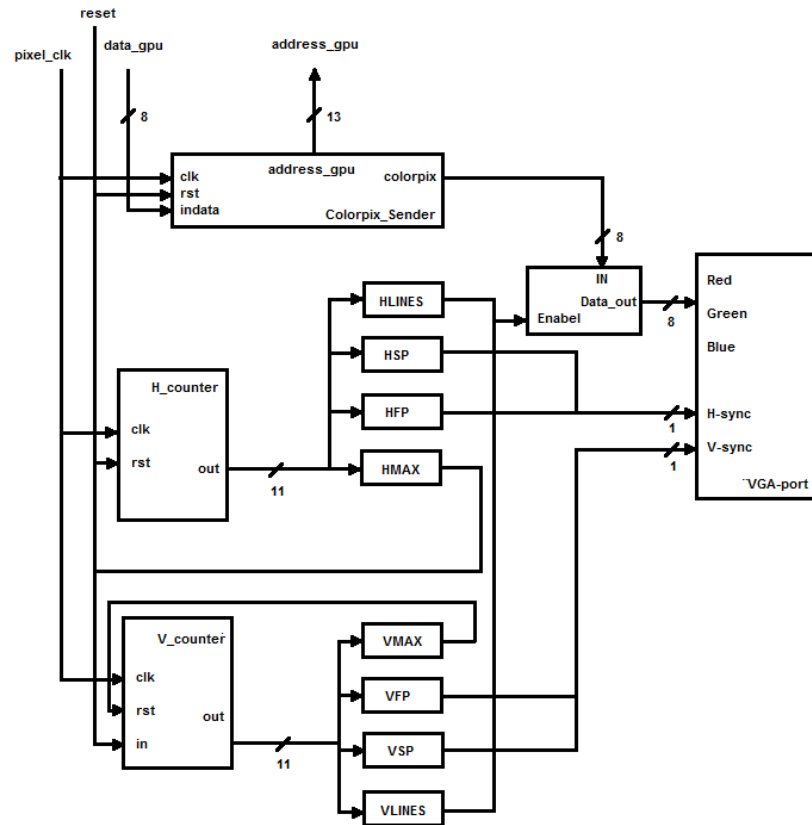 reset
pixel_clk
data_gpu
address_gpu
8
13
address_gpu
clk
colorpix
rst
indata
Colorpix_Sender
8
IN
Data_out
Enabel
8
Red
Green
Blue
H-sync
1
V-sync
1
¨VGA-port
HLINES
HSP
HFP
HMAX
H_counter
clk
rst
out
11
V_counter
clk
rst
out
in
11
VMAX
VFP
VSP
VLINES